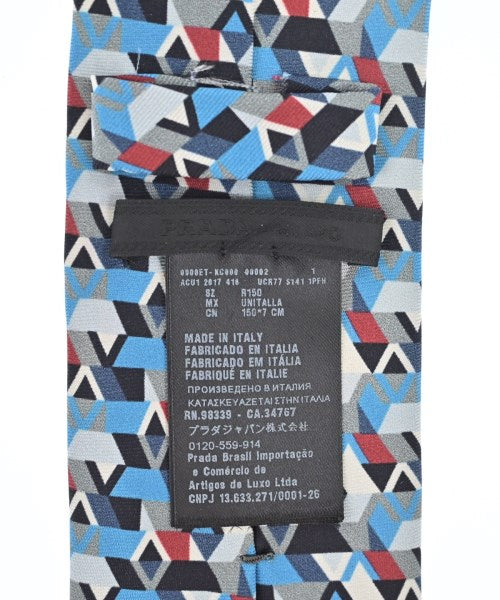 PRADA
0000ET-KC000 00002 1
ACU1 2017 416 UCR77 S141 1PFH
SZ R150
MX UNITALLA
CN 150*7 CM
MADE IN ITALY
FABRICADO EN ITALIA
FABRICADO EM ITÁLIA
FABRIQUÉ EN ITALIE
ПРОИЗВЕДЕНО В ИТАЛИЯ
ΚΑΤΑΣΚΕΥΑΖΕΤΑΙ ΣΤΗΝ ΙΤΑΛΙΑ
RN.98339 - CA.34767
プラダジャパン株式会社
0120-559-914
Prada Brasil Importação
e Comércio de
Artigos de Luxo Ltda
CNPJ 13.633.271/0001-26